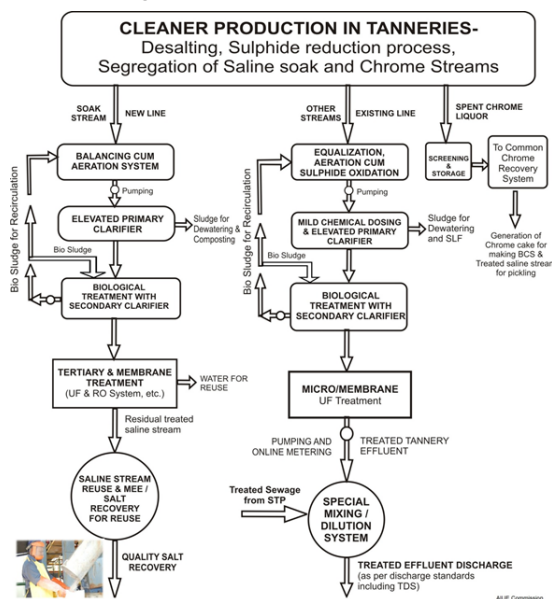 CLEANER PRODUCTION IN TANNERIES-
Desalting, Sulphide reduction process,
Segregation of Saline soak and Chrome Streams
SOAK
STREAM
NEW LINE
OTHER
STREAMS
EXISTING LINE
SPENT CHROME
LIQUOR
BALANCING CUM
AERATION SYSTEM
Pumping
ELEVATED PRIMARY
CLARIFIER
Sludge for
Dewatering &
Composting
Bio Sludge
Bio Sludge for Recirculation
BIOLOGICAL
TREATMENT WITH
SECONDARY CLARIFIER
TERTIARY & MEMBRANE
TREATMENT
(UF & RO System, etc.)
WATER FOR
REUSE
Residual treated
saline stream
SALINE STREAM
REUSE & MEE /
SALT
RECOVERY
FOR REUSE
QUALITY SALT
RECOVERY
EQUALIZATION,
AERATION CUM
SULPHIDE OXIDATION
Pumping
MILD CHEMICAL DOSING
& ELEVATED PRIMARY
CLARIFIER
Sludge for
Dewatering
and SLF
Bio Sludge
Bio Sludge for Recirculation
BIOLOGICAL
TREATMENT WITH
SECONDARY CLARIFIER
MICRO/MEMBRANE
UF Treatment
PUMPING AND
ONLINE METERING
TREATED TANNERY
EFFLUENT
Treated Sewage
from STP
SPECIAL
MIXING /
DILUTION
SYSTEM
TREATED EFFLUENT DISCHARGE
(as per discharge standards
including TDS)
SCREENING
&
STORAGE
To Common
Chrome
Recovery
System
Generation of
Chrome cake for
making BCS &
Treated saline stream
for pickling
Commission